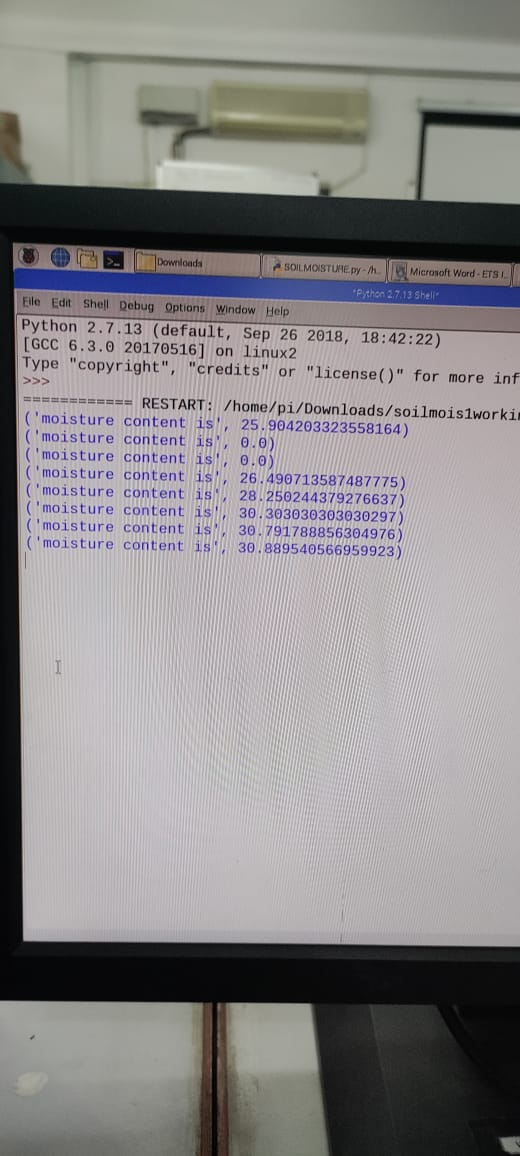 Downloads
SOILMOISTURE.py - /h..
Microsoft Word - ETS I..
*Python 2.7.13 Shell*
File Edit Shell Debug Options Window Help
Python 2.7.13 (default, Sep 26 2018, 18:42:22)
[GCC 6.3.0 20170516] on linux2
Type "copyright", "credits" or "license()" for more inf
>>>
============ RESTART: /home/pi/Downloads/soilmois1workin
('moisture content is', 25.904203323558164)
('moisture content is', 0.0)
('moisture content is', 0.0)
('moisture content is', 26.490713587487775)
('moisture content is', 28.250244379276637)
('moisture content is', 30.303030303030297)
('moisture content is', 30.791788856304976)
('moisture content is', 30.889540566959923)